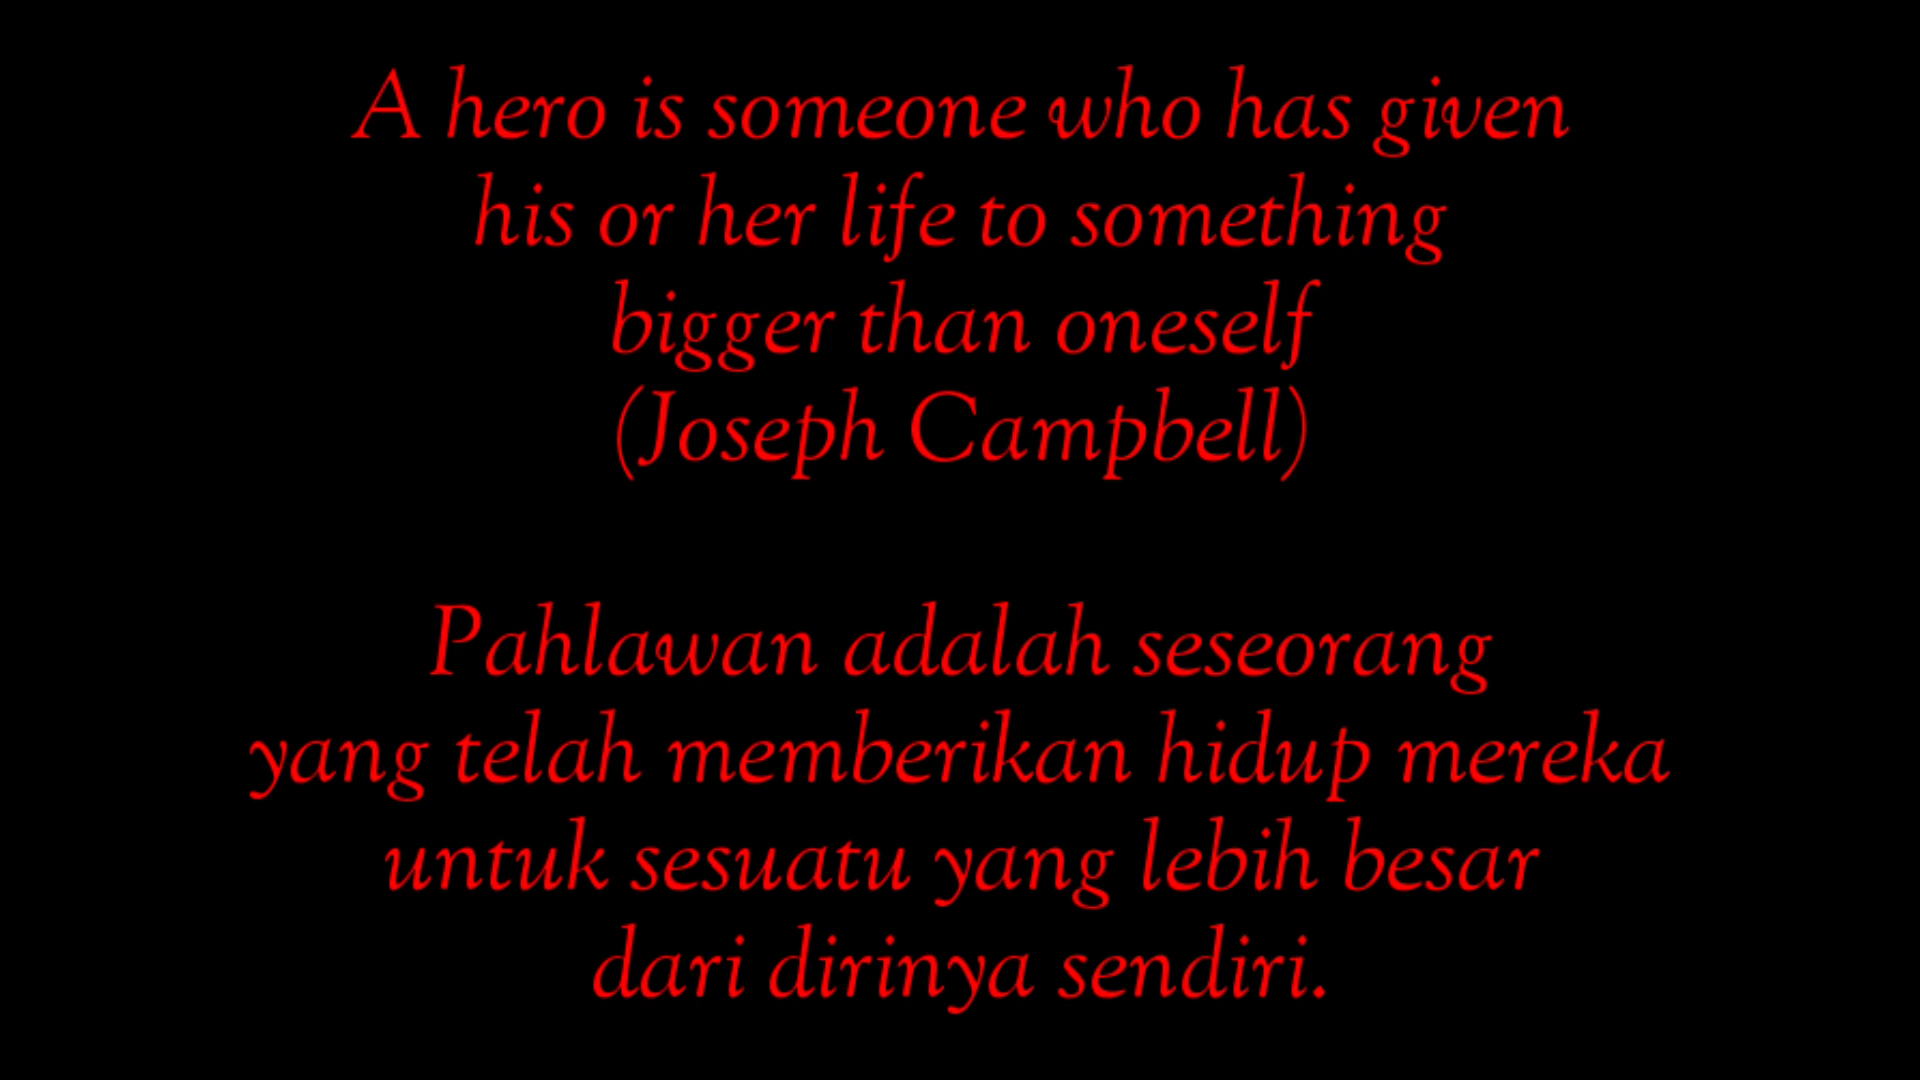 A hero is someone who has given
his or her life to something
bigger than oneself
(Joseph Campbell)
Pahlawan adalah seseorang
yang telah memberikan hidup mereka
untuk sesuatu yang lebih besar
dari dirinya sendiri.